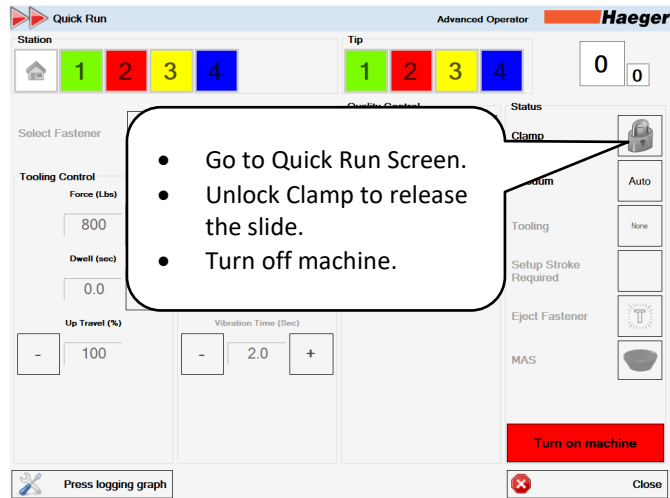 Quick Run
Advanced Operator
Haeger
Station
1 2 3 4
Tip
1 2 3 4
0
0
Select Fastener
Quality Control
Status
Clamp
Auto
Tooling
None
Setup Stroke
Required
Eject Fastener
MAS
Tooling Control
Force (Lbs)
800
Dwell (sec)
0.0
Up Travel (%)
- 100
Vibration Time (Sec)
- 2.0 +
• Go to Quick Run Screen.
• Unlock Clamp to release
the slide.
• Turn off machine.
Turn on machine
Press logging graph
Close